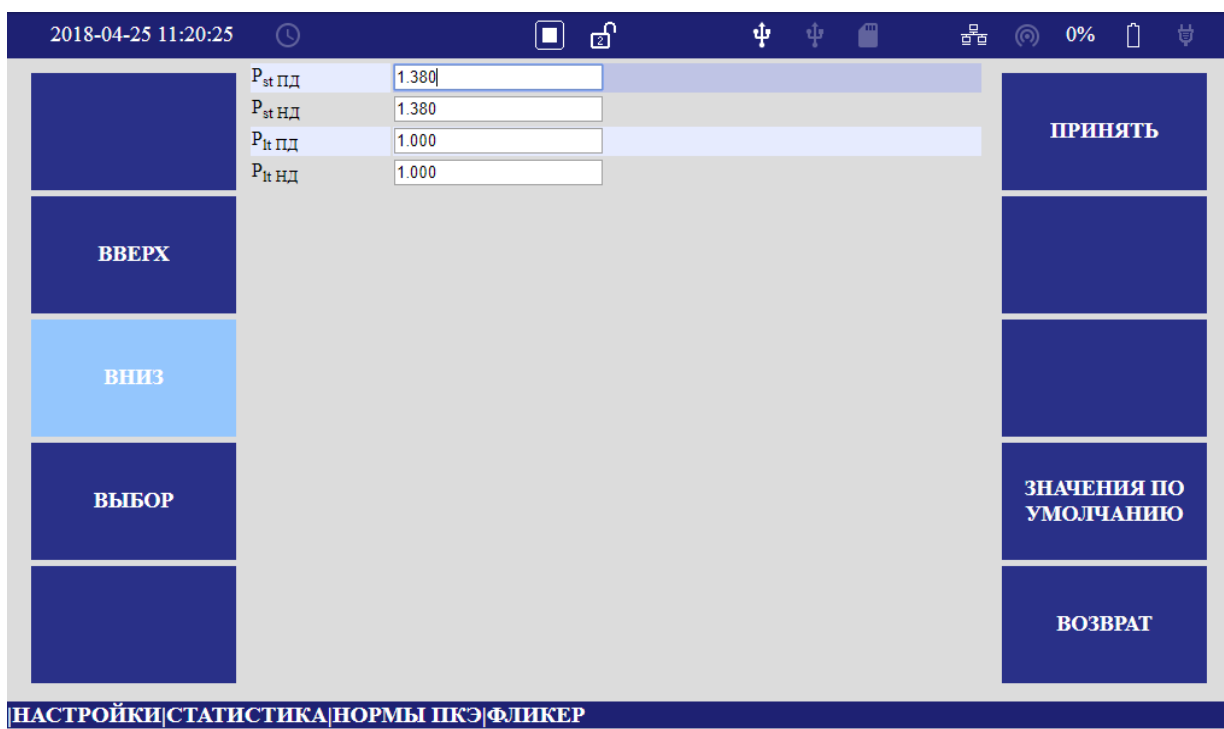 2018-04-25 11:20:25
2
0%
Pst ПД 1.380
Pst НД 1.380
Plt ПД 1.000
Plt НД 1.000
ВВЕРХ
ВНИЗ
ВЫБОР
ПРИНЯТЬ
ЗНАЧЕНИЯ ПО
УМОЛЧАНИЮ
ВОЗВРАТ
|НАСТРОЙКИ|СТАТИСТИКА|НОРМЫ ПКЭ|ФЛИКЕР